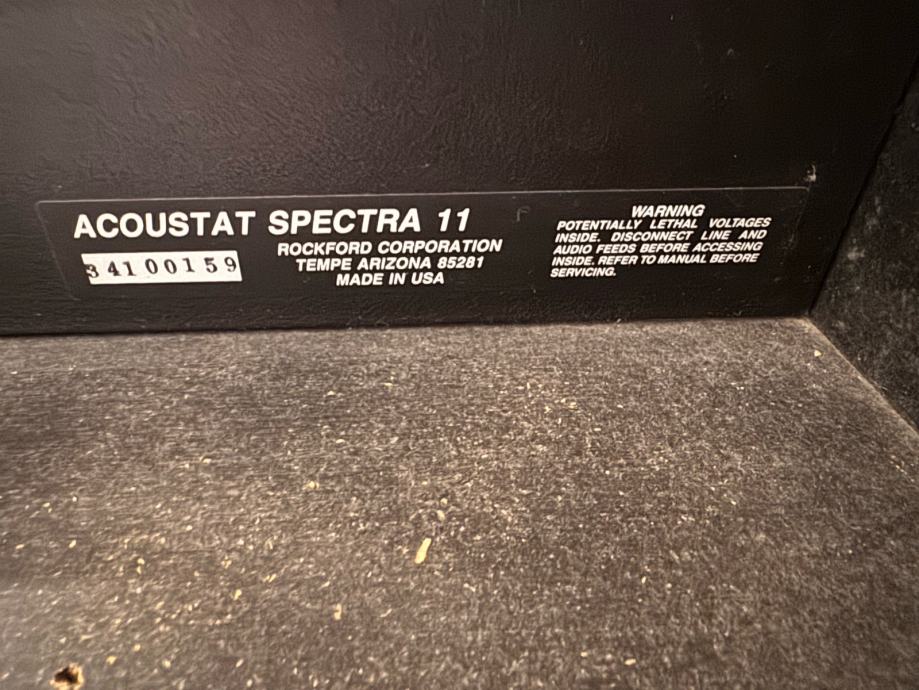 ACOUSTAT SPECTRA 11
34100159
ROCKFORD CORPORATION
TEMPE ARIZONA 85281
MADE IN USA
WARNING
POTENTIALLY LETHAL VOLTAGES
INSIDE. DISCONNECT LINE AND
AUDIO FEEDS BEFORE ACCESSING
INSIDE. REFER TO MANUAL BEFORE
SERVICING.